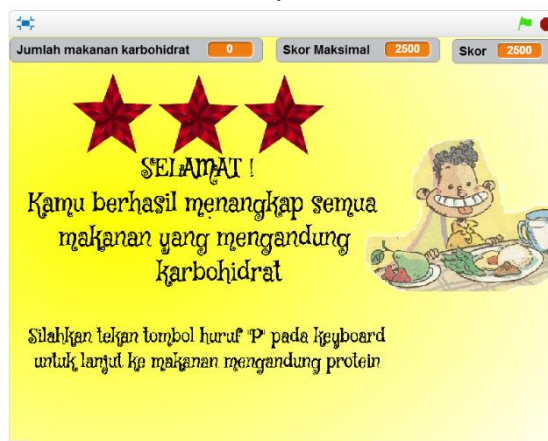 Jumlah makanan karbohidrat 0 Skor Maksimal 2500 Skor 2500
SELAMAT !
Kamu berhasil menangkap semua
makanan yang mengandung
karbohidrat
Silahkan tekan tombol huruf "P" pada keyboard
untuk lanjut ke makanan mengandung protein